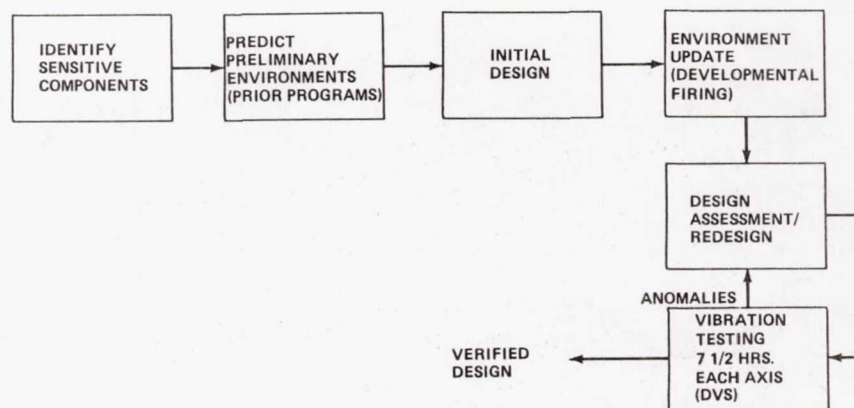 IDENTIFY
SENSITIVE
COMPONENTS
PREDICT
PRELIMINARY
ENVIRONMENTS
(PRIOR PROGRAMS)
INITIAL
DESIGN
ENVIRONMENT
UPDATE
(DEVELOPMENTAL
FIRING)
DESIGN
ASSESSMENT/
REDESIGN
ANOMALIES
VIBRATION
TESTING
7 1/2 HRS.
EACH AXIS
(DVS)
VERIFIED
DESIGN